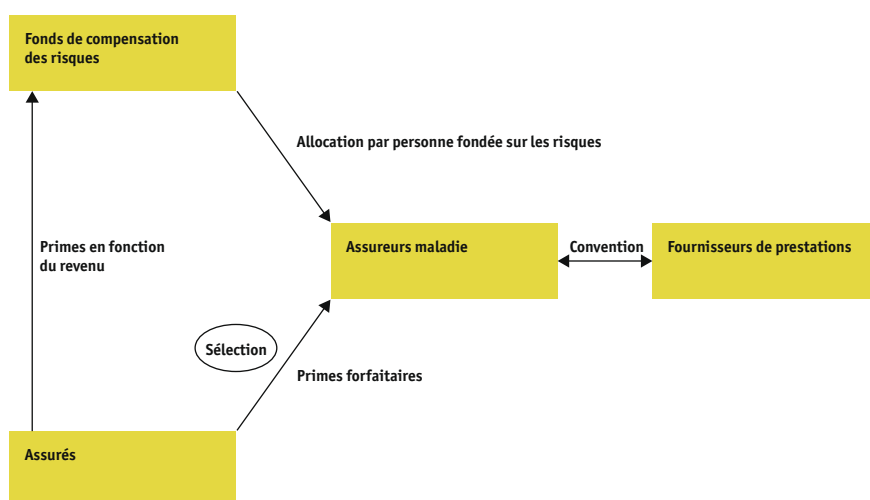 Fonds de compensation
des risques
Allocation par personne fondée sur les risques
Primes en fonction
du revenu
Assureurs maladie
Convention
Fournisseurs de prestations
Sélection
Primes forfaitaires
Assurés